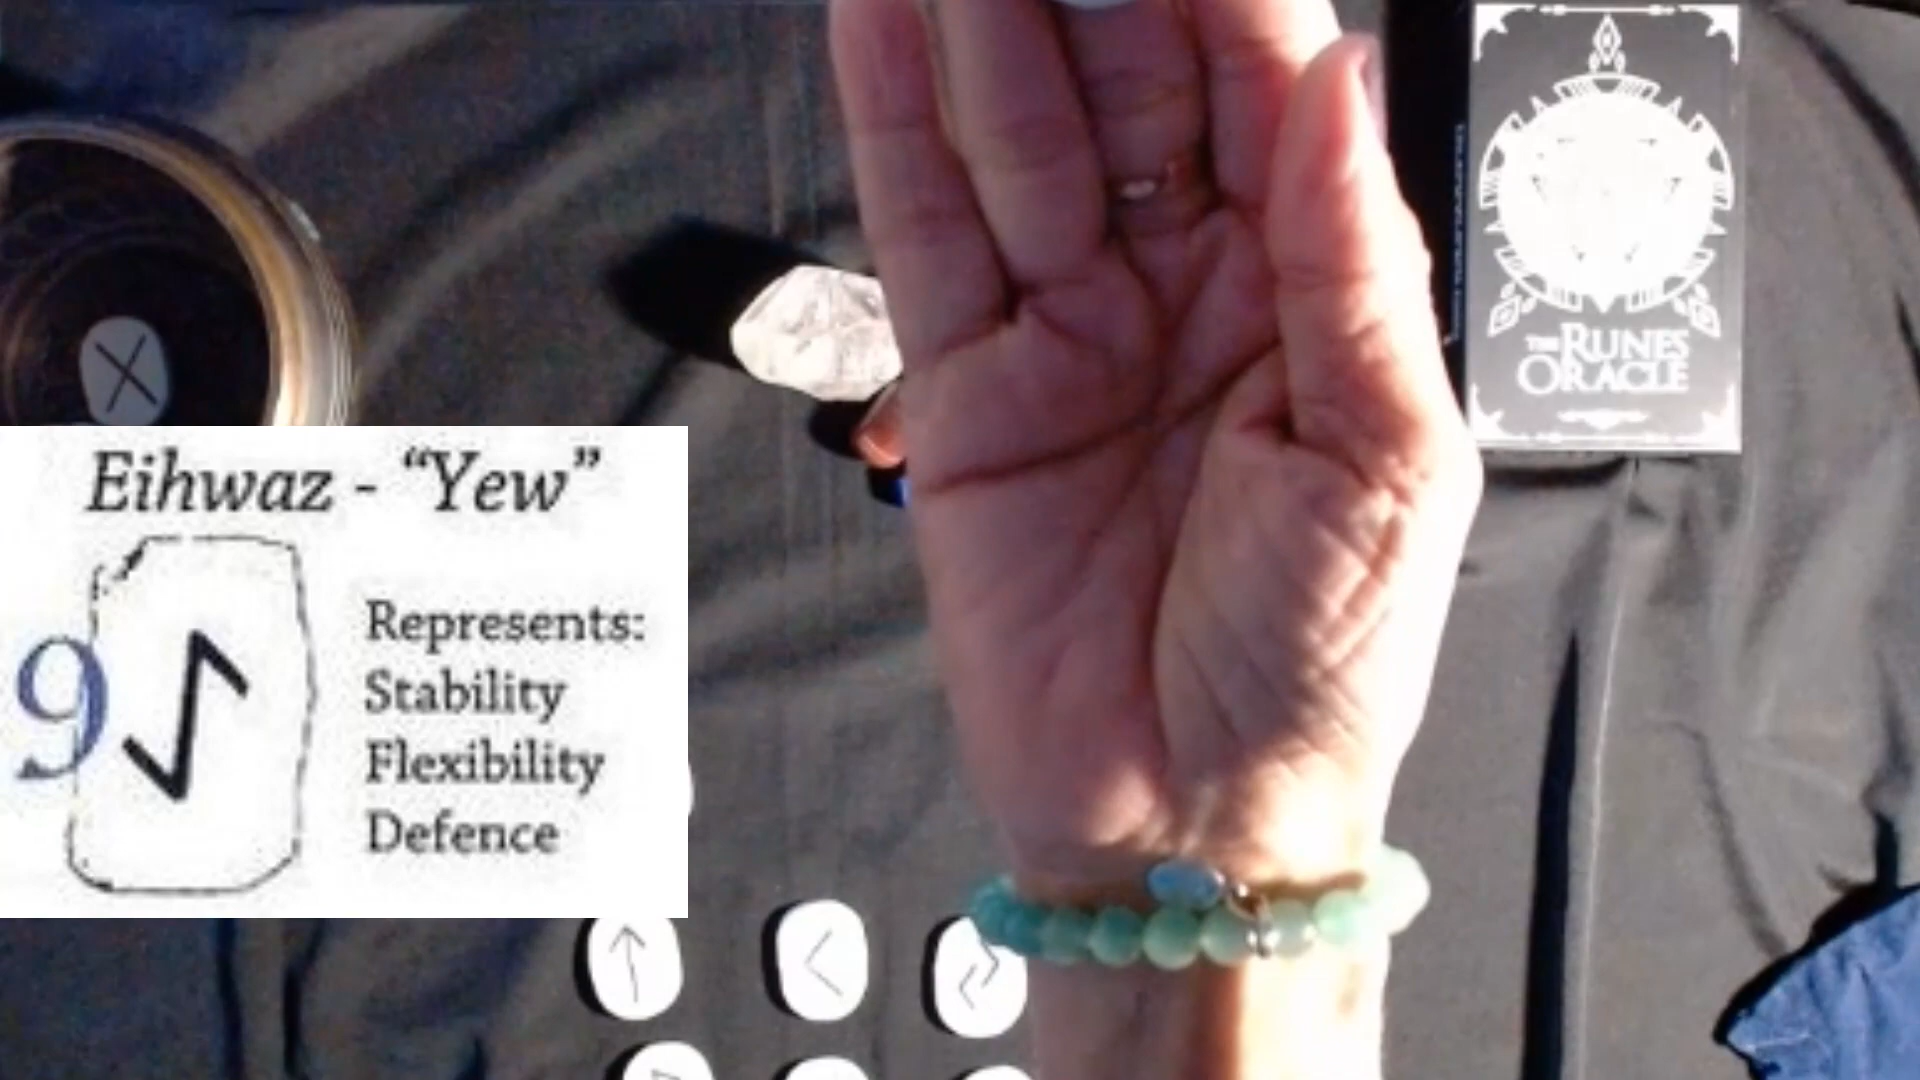 Eihwaz - “Yew”
9
Represents:
Stability
Flexibility
Defence
THE RUNES
ORACLE